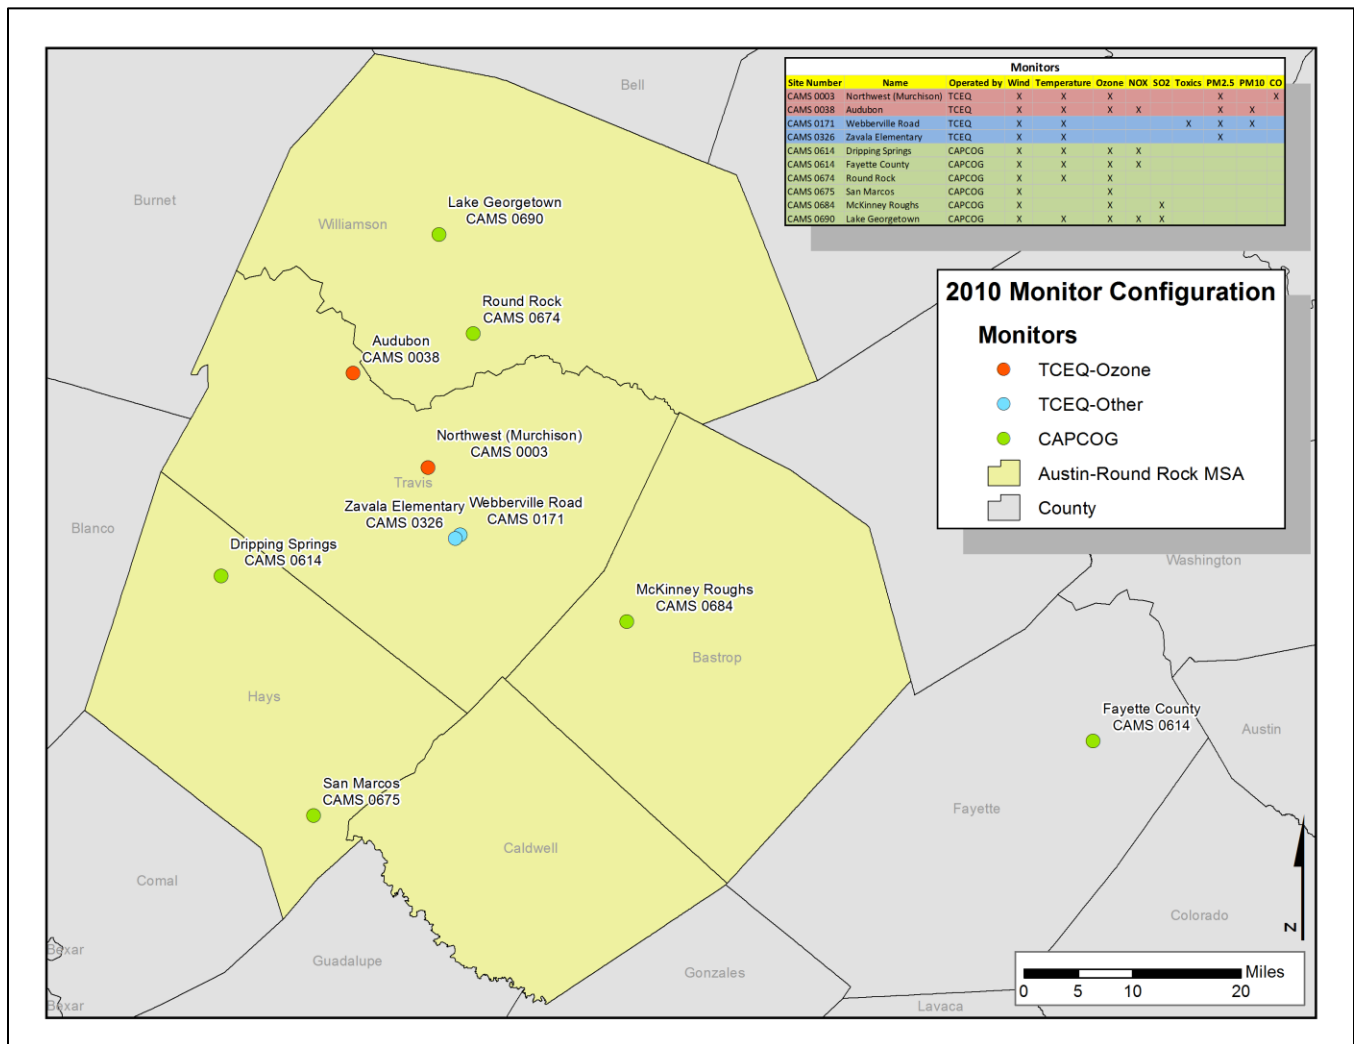 Monitors
Site Number Name Operated by Wind Temperature Ozone NOX SO2 Toxics PM2.5 PM10 CO
CAMS 0003 Northwest (Murchison) TCEQ X X X X X
CAMS 0038 Audubon TCEQ X X X X X X
CAMS 0171 Webberville Road TCEQ X X X X X
CAMS 0326 Zavala Elementary TCEQ X X X
CAMS 0614 Dripping Springs CAPCOG X X X X
CAMS 0614 Fayette County CAPCOG X X X X
CAMS 0674 Round Rock CAPCOG X X X
CAMS 0675 San Marcos CAPCOG X X
CAMS 0684 McKinney Roughs CAPCOG X X X
CAMS 0690 Lake Georgetown CAPCOG X X X X X
Bell
Burnet
Williamson
Lake Georgetown
CAMS 0690
Round Rock
CAMS 0674
Audubon
CAMS 0038
2010 Monitor Configuration
Monitors
TCEQ-Ozone
TCEQ-Other
CAPCOG
Austin-Round Rock MSA
County
Northwest (Murchison)
CAMS 0003
Travis
Zavala Elementary
CAMS 0326
Webberville Road
CAMS 0171
Blanco
Dripping Springs
CAMS 0614
Washington
McKinney Roughs
CAMS 0684
Bastrop
Hays
Fayette County
CAMS 0614
Austin
San Marcos
CAMS 0675
Fayette
Caldwell
Comal
Colorado
Bexar
Guadalupe
Gonzales
Bexar
Lavaca
N
Miles
0 5 10 20